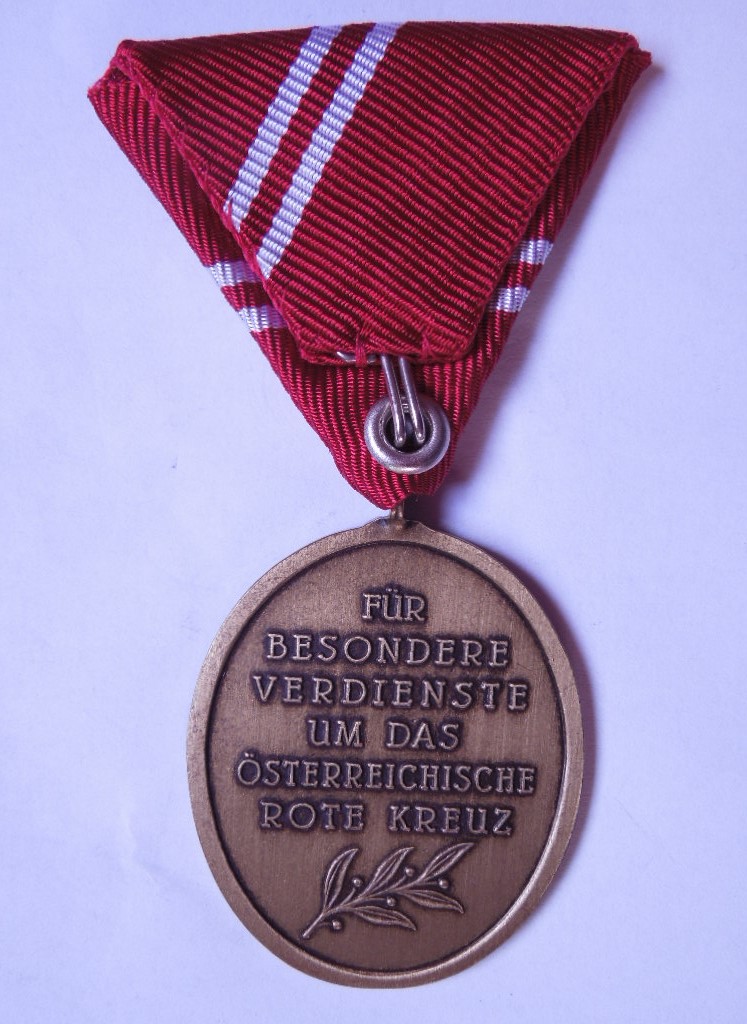 FÜR
BESONDERE
VERDIENSTE
UM DAS
ÖSTERREICHISCHE
ROTE KREUZ